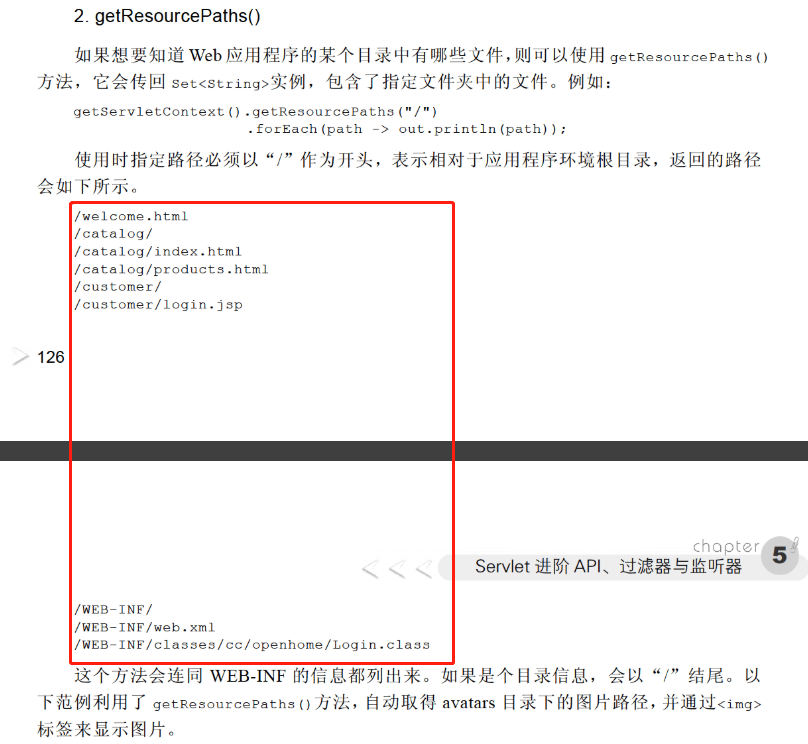 2. getResourcePaths()
如果想要知道 Web 应用程序的某个目录中有哪些文件，则可以使用 getResourcePaths()
方法，它会传回 Set<String>实例，包含了指定文件夹中的文件。例如：
getServletContext().getResourcePaths("/")
.forEach(path -> out.println(path));
使用时指定路径必须以“/”作为开头，表示相对于应用程序环境根目录，返回的路径
会如下所示。
/welcome.html
/catalog/
/catalog/index.html
/catalog/products.html
/customer/
/customer/login.jsp
126
chapter 5
Servlet 进阶 API、过滤器与监听器
/WEB-INF/
/WEB-INF/web.xml
/WEB-INF/classes/cc/openhome/Login.class
这个方法会连同 WEB-INF 的信息都列出来。如果是个目录信息，会以“/”结尾。以
下范例利用了 getResourcePaths()方法，自动取得 avatars 目录下的图片路径，并通过<img>
标签来显示图片。